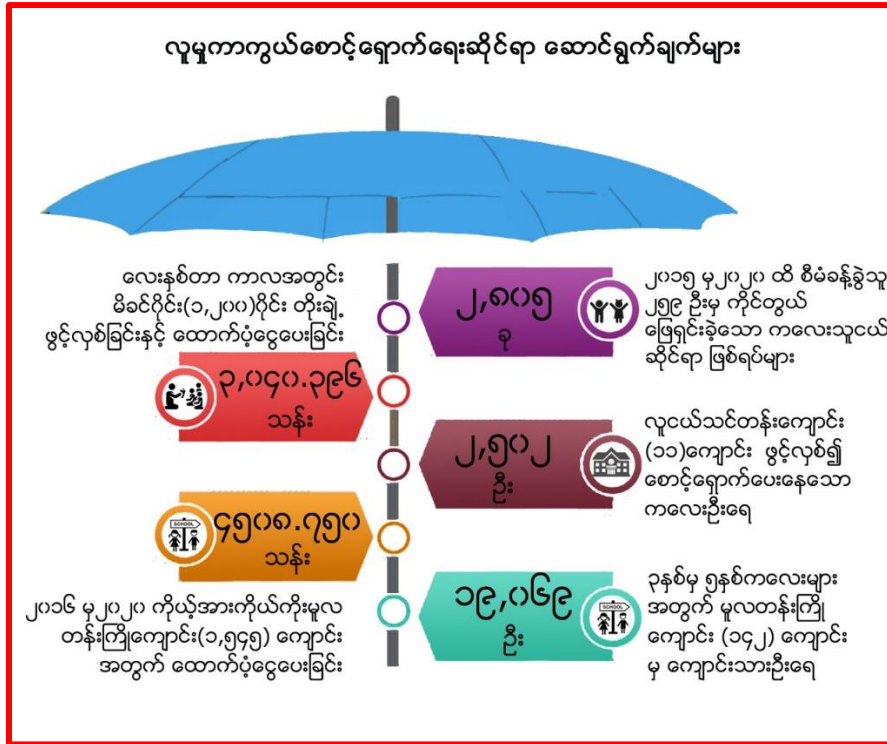 လူမှုကာကွယ်စောင့်ရှောက်ရေးဆိုင်ရာ ဆောင်ရွက်ချက်များ
လေးနှစ်တာ ကာလအတွင်း
မိခင်ပိုင်း(၁,၂၀၀)ပိုင်း တိုးချဲ့
ဖွင့်လှစ်ခြင်းနှင့် ထောက်ပံ့ငွေပေးခြင်း
၃,၀၄၀.၃၉၆
သန်း
၂,၈၀၅
ခု
၂၀၁၅ မှ၂၀၂၀ ထိ စီမံခန့်ခွဲသူ
၂၅၉ ဦးမှ ကိုင်တွယ်
ဖြေရှင်းခဲ့သော ကလေးသူငယ်
ဆိုင်ရာ ဖြစ်ရပ်များ
၂,၅၀၂
ဦး
လူငယ်သင်တန်းကျောင်း
(၁၁)ကျောင်း ဖွင့်လှစ်၍
စောင့်ရှောက်ပေးနေသော
ကလေးဦးရေ
SCHOOL
၄၅၀၈.၇၅၀
သန်း
၂၀၁၆ မှ၂၀၂၀ ကိုယ့်အားကိုယ်ကိုးမူလ
တန်းကြိုကျောင်း(၁,၅၄၅) ကျောင်း
အတွက် ထောက်ပံ့ငွေပေးခြင်း
၁၉,၀၆၉
ဦး
SCHOOL
၃နှစ်မှ ၅နှစ်ကလေးများ
အတွက် မူလတန်းကြို
ကျောင်း (၁၄၂) ကျောင်း
မှ ကျောင်းသားဦးရေ